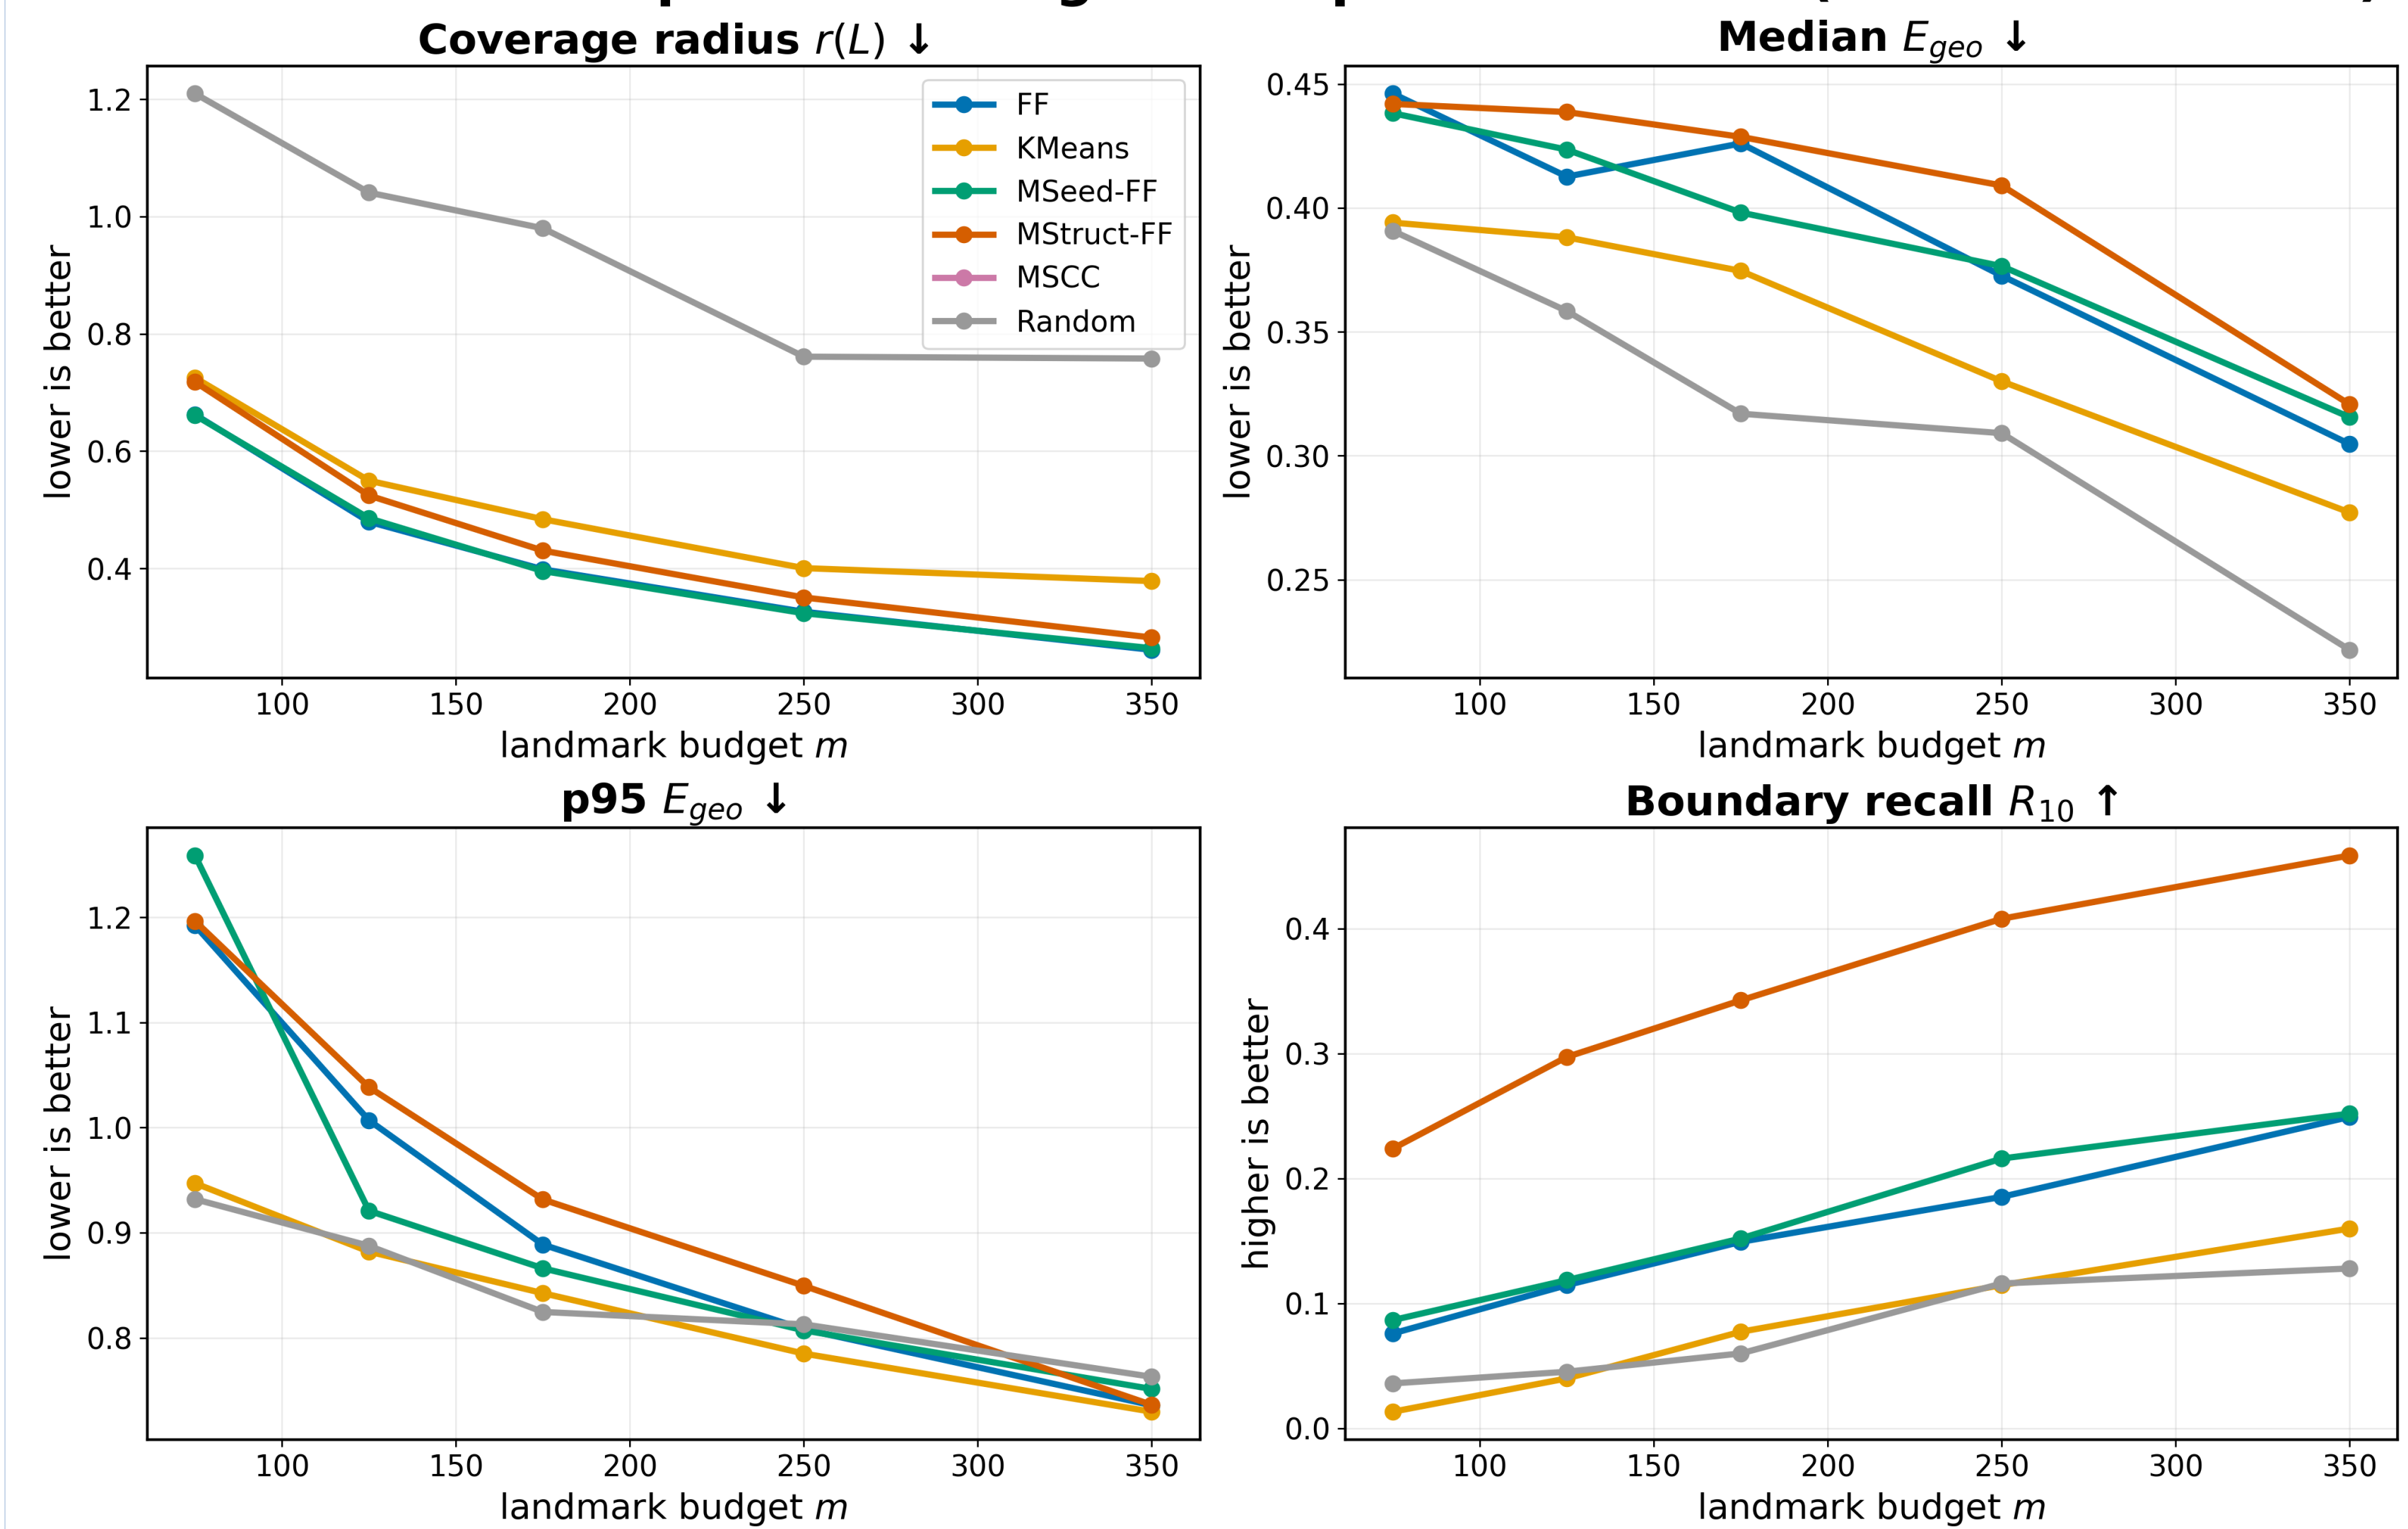 Coverage radius r(L) ↓
1.2
1.0
0.8
0.6
0.4
lower is better
FF
KMeans
MSeed-FF
MStruct-FF
MSCC
Random
100 150 200 250 300 350
landmark budget m
Median E_geo ↓
0.45
0.40
0.35
0.30
0.25
lower is better
100 150 200 250 300 350
landmark budget m
p95 E_geo ↓
1.2
1.1
1.0
0.9
0.8
lower is better
100 150 200 250 300 350
landmark budget m
Boundary recall R_10 ↑
0.4
0.3
0.2
0.1
0.0
higher is better
100 150 200 250 300 350
landmark budget m